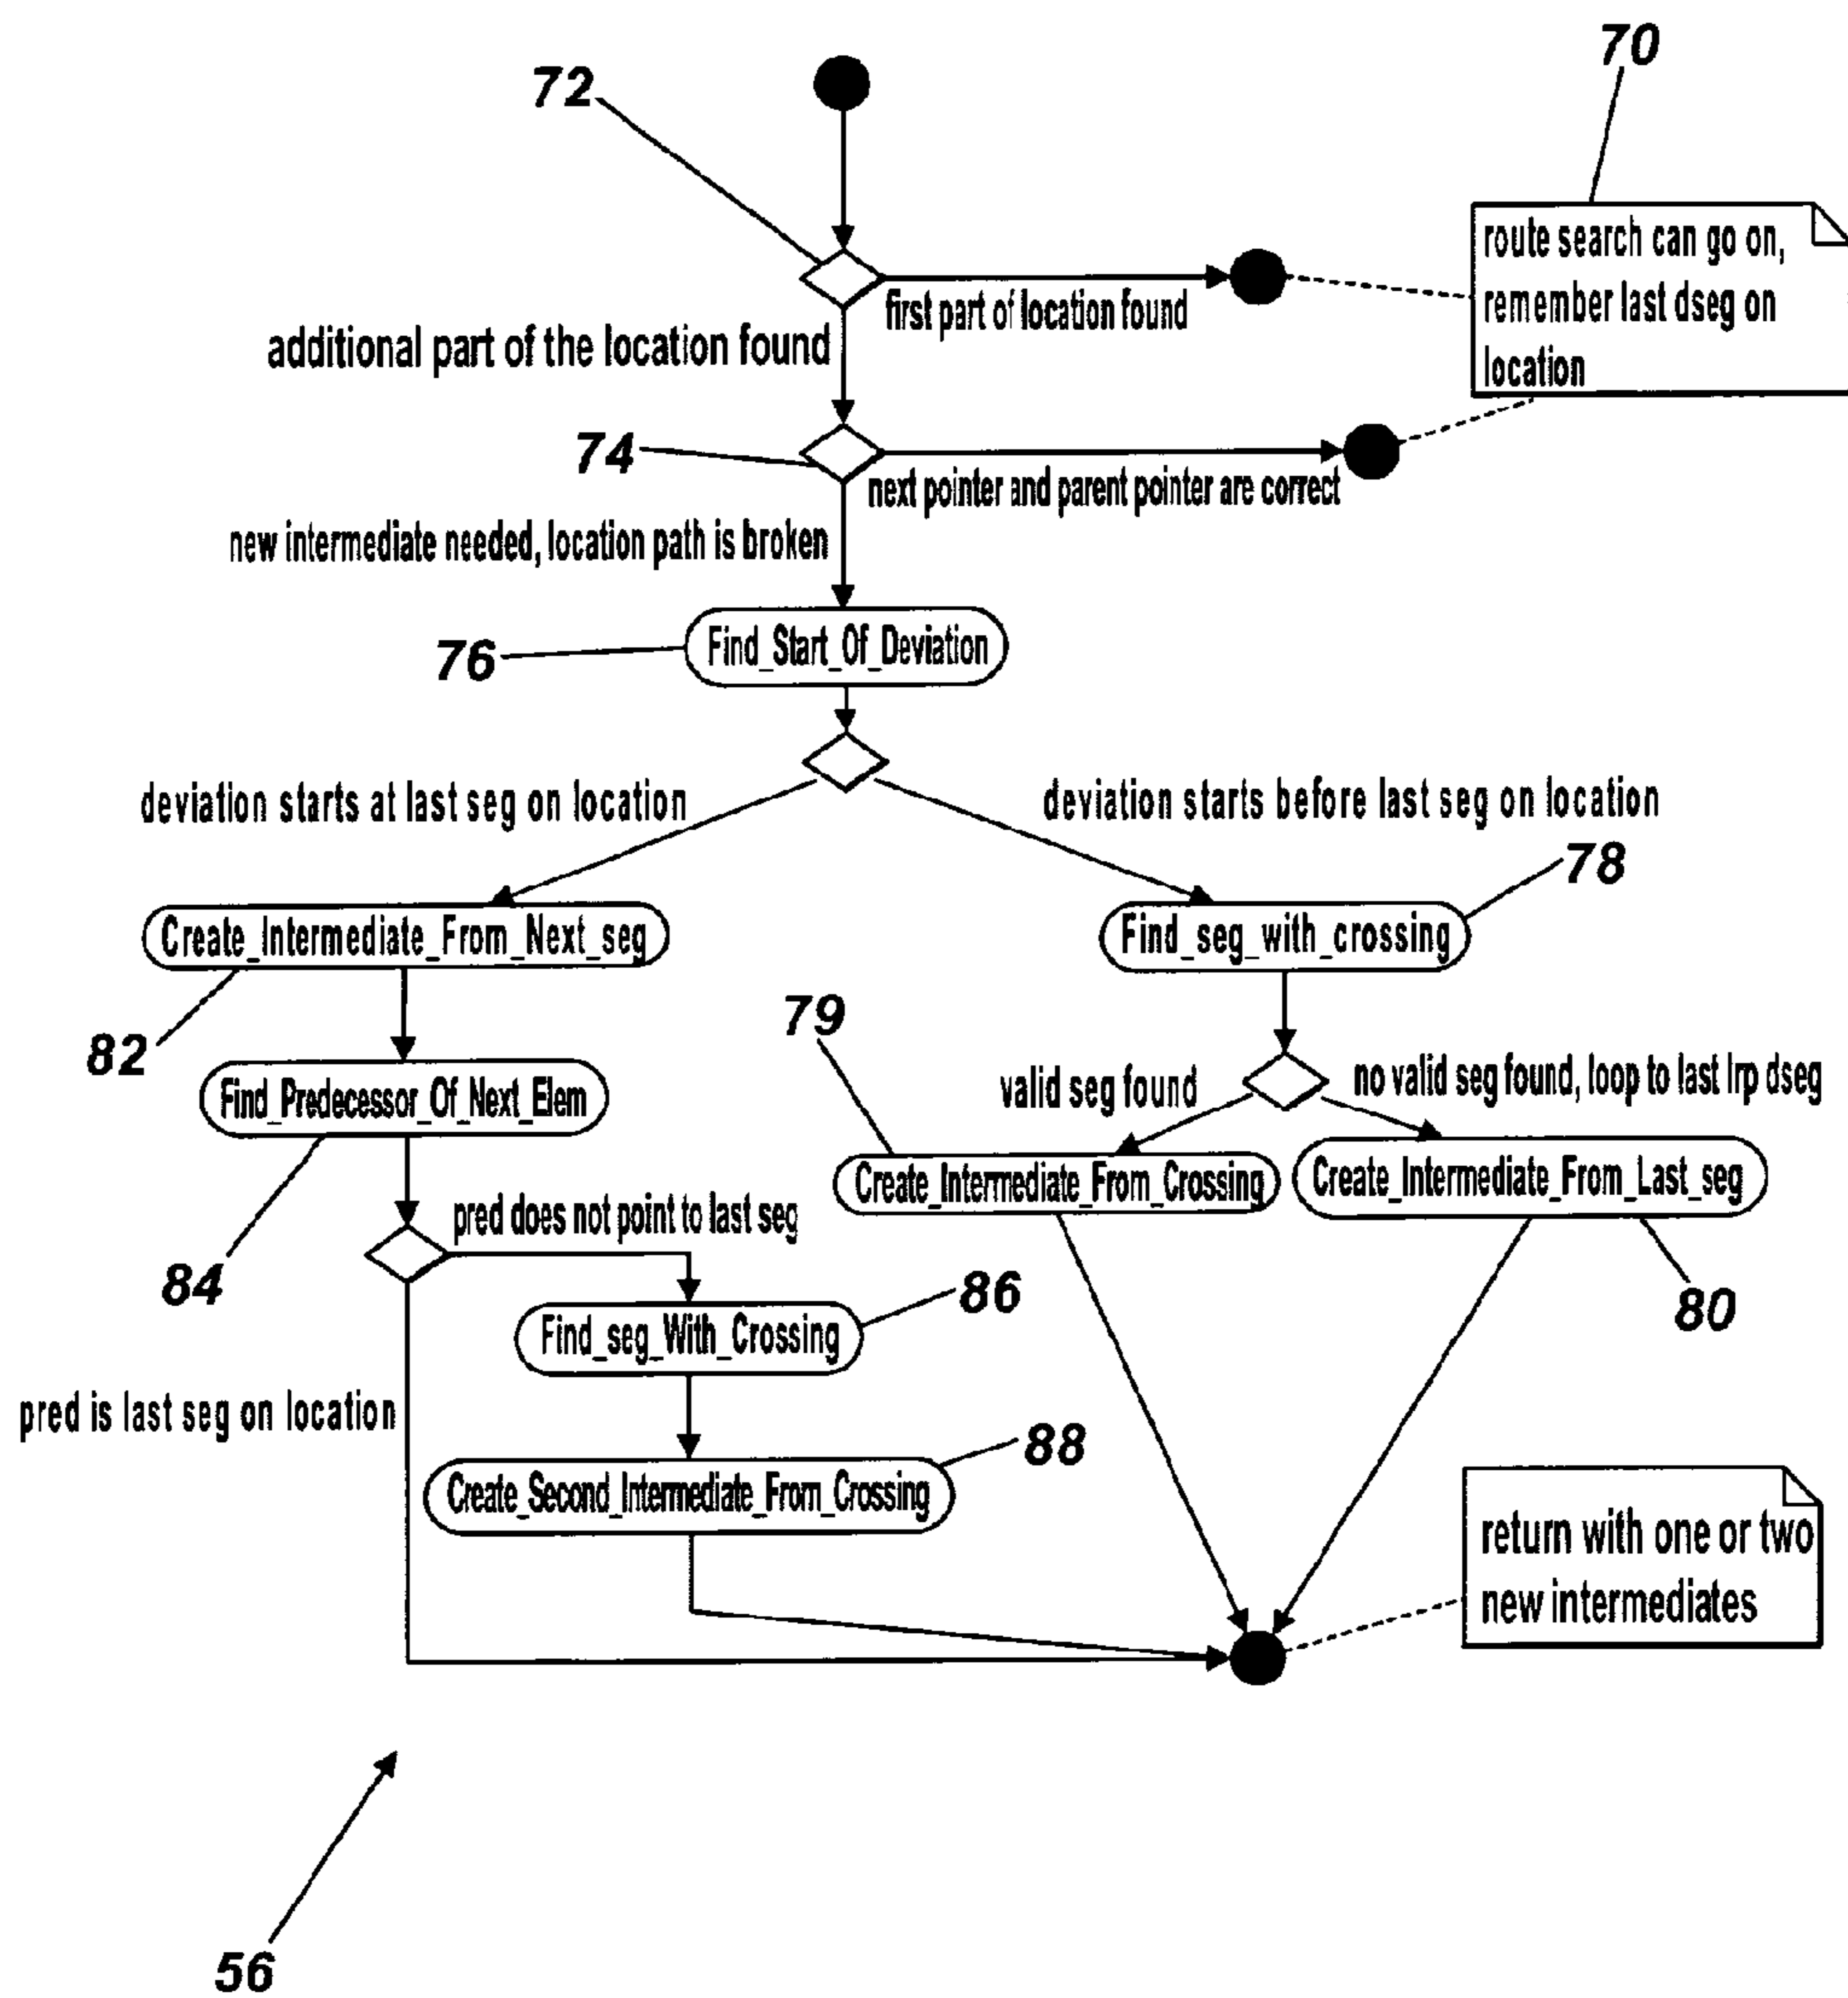 70
72
route search can go on,
remember last dseg on
location
first part of location found
additional part of the location found
74
next pointer and parent pointer are correct
new intermediate needed, location path is broken
Find_Start_Of_Deviation
76
deviation starts at last seg on location
deviation starts before last seg on location
78
Create_Intermediate_From_Next_seg
Find_seg_with_crossing
79
82
valid seg found
no valid seg found, loop to last lrp dseg
Find_Predecessor_Of_Next_Elem
Create_Intermediate_From_Crossing
Create_Intermediate_From_Last_seg
pred does not point to last seg
84
86
80
Find_seg_With_Crossing
pred is last seg on location
88
Create_Second_Intermediate_From_Crossing
return with one or two
new intermediates
56